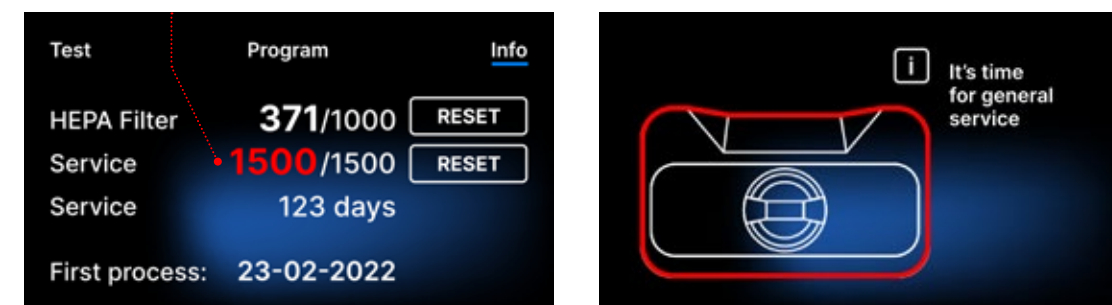 Test Program Info
HEPA Filter 371/1000 RESET
Service 1500/1500 RESET
Service 123 days
First process: 23-02-2022
i It's time
for general
service